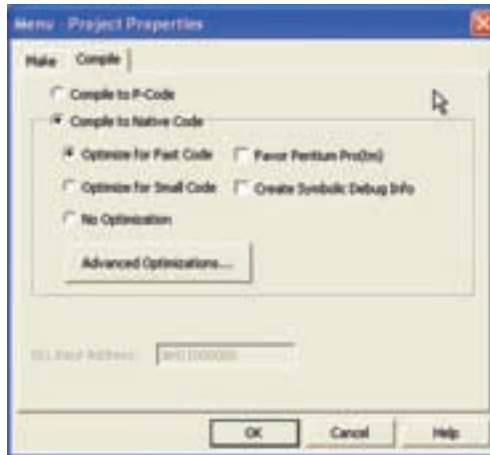 Menu - Project Properties
Make Compile
Compile to P-Code
Compile to Native Code
Optimize for Fast Code Favor Pentium Pro(tm)
Optimize for Small Code Create Symbolic Debug Info
No Optimization
Advanced Optimizations...
DLL Base Address:
OK Cancel Help